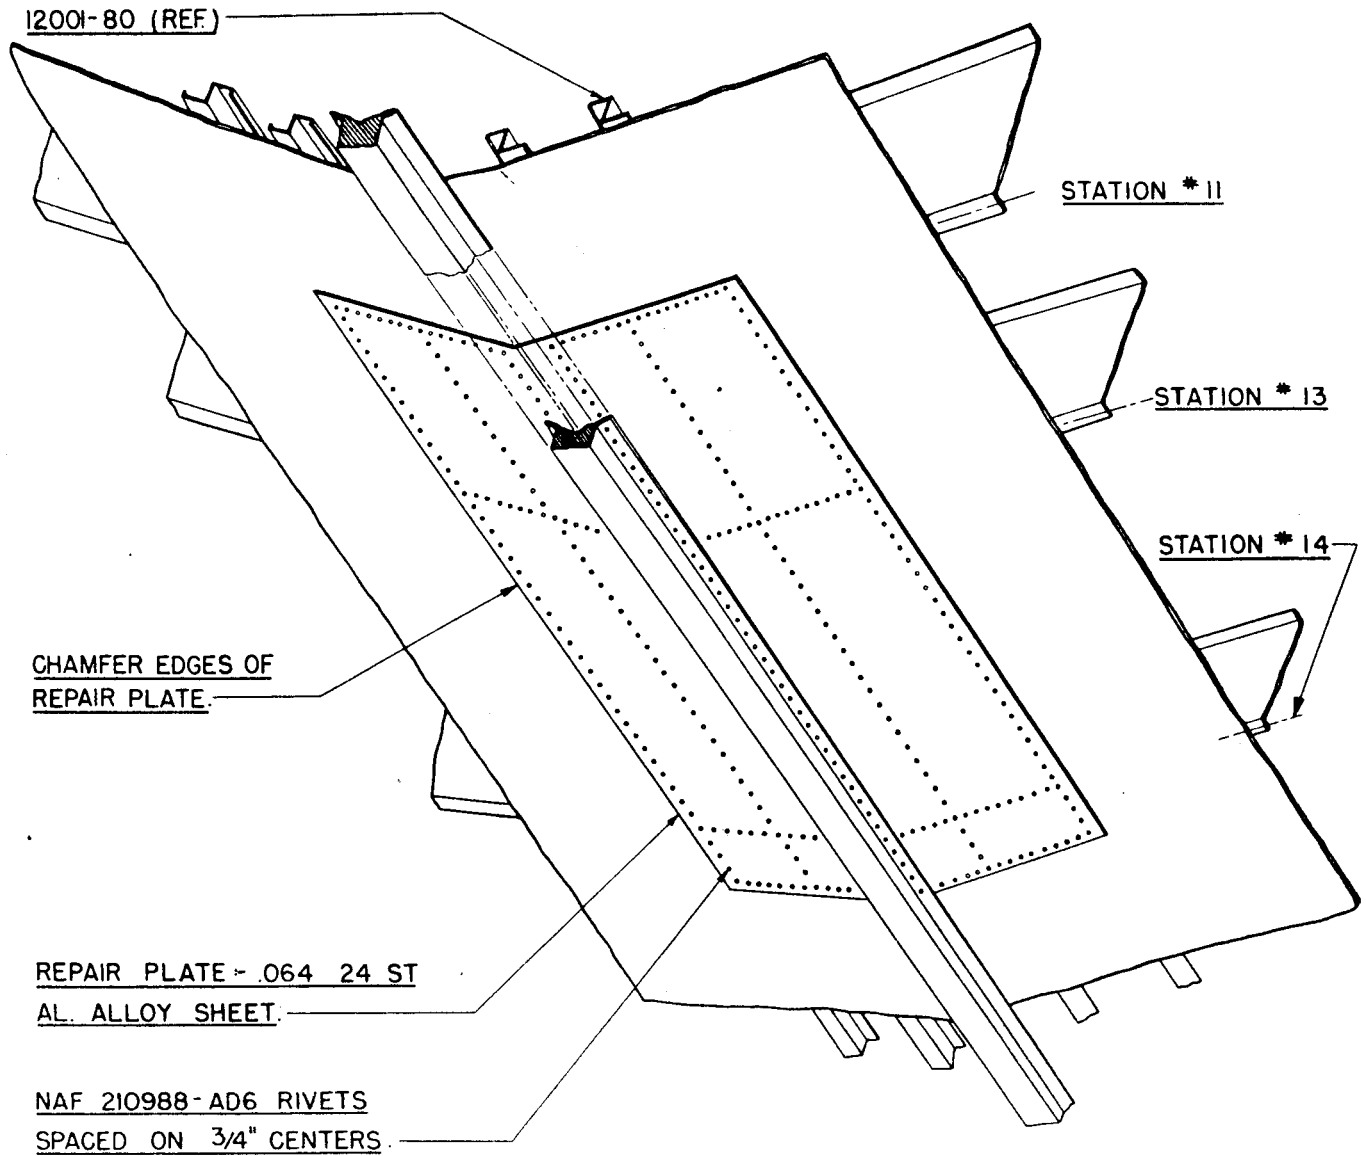 12001-80 (REF.)
STATION #11
STATION #13
STATION #14
CHAMFER EDGES OF
REPAIR PLATE.
REPAIR PLATE :- .064 24 ST
AL. ALLOY SHEET.
NAF 210988-AD6 RIVETS
SPACED ON 3/4" CENTERS.